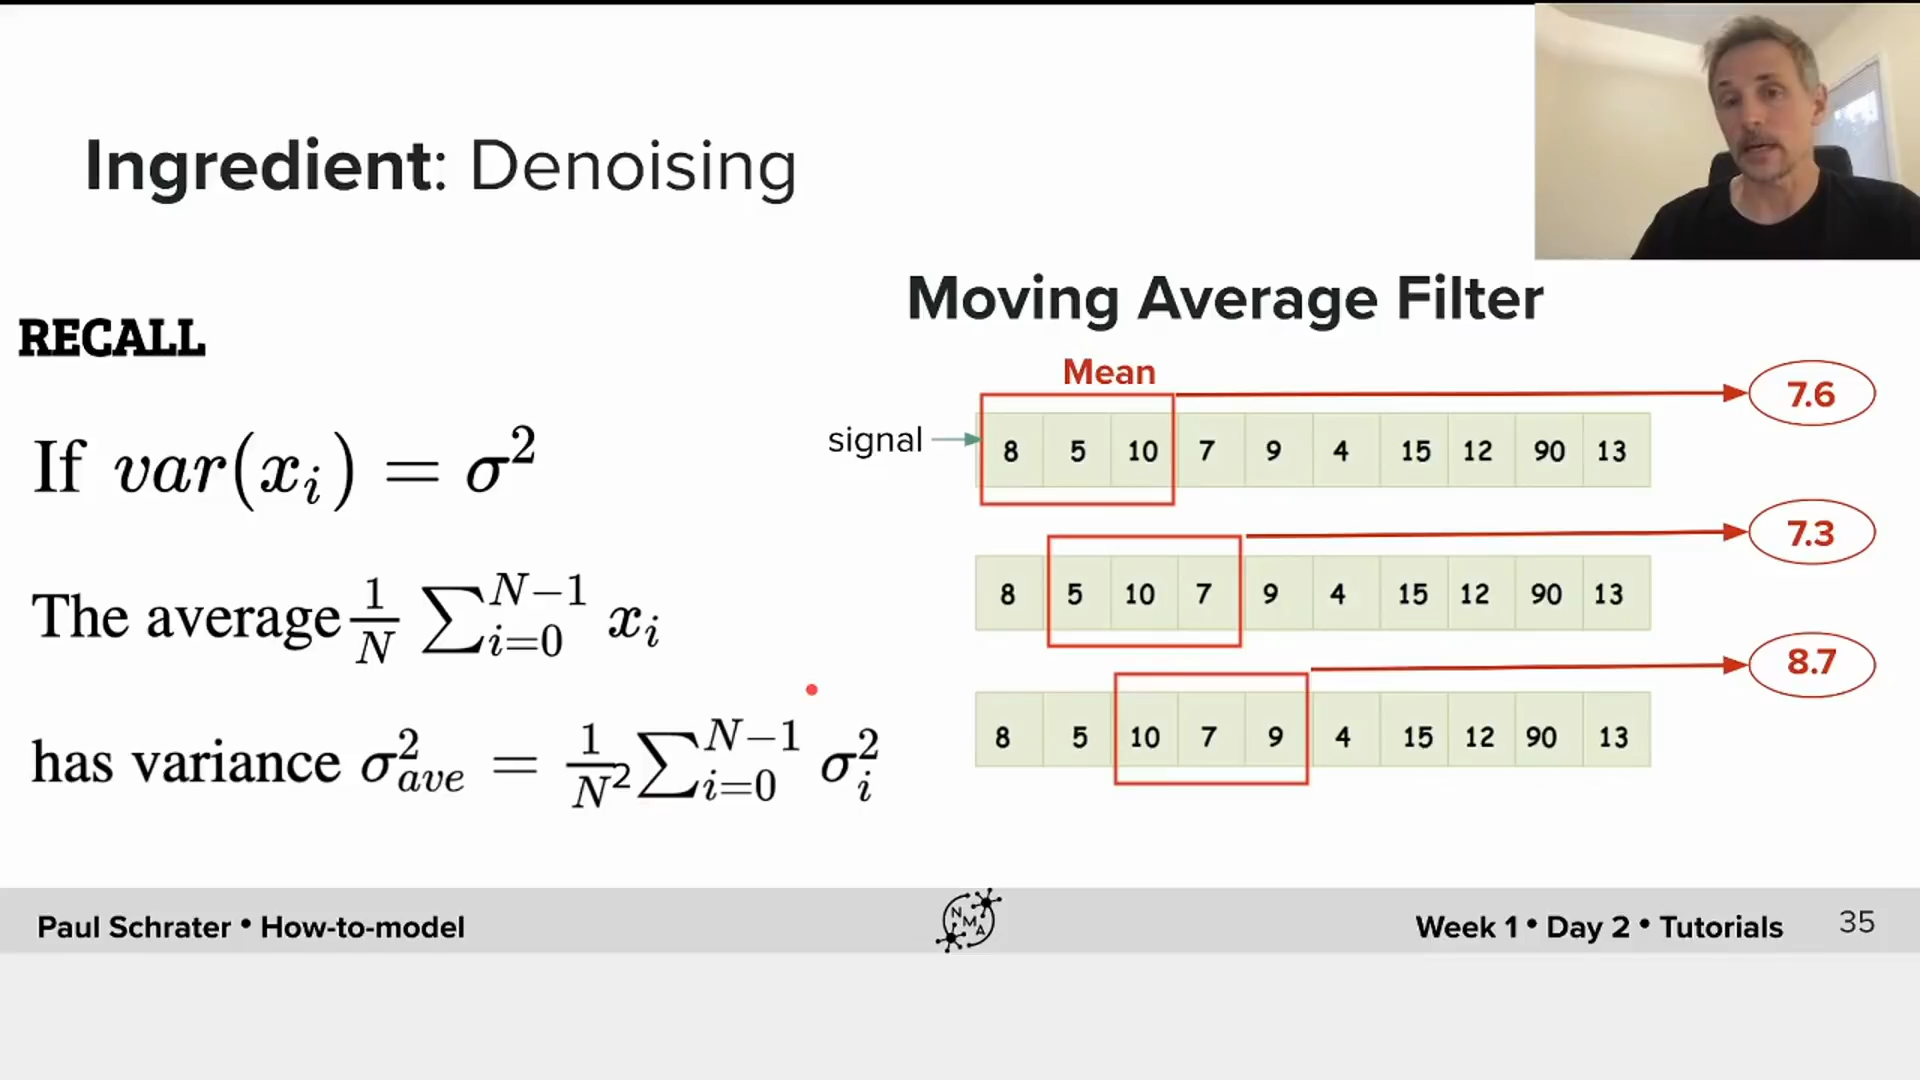 Ingredient: Denoising
RECALL
If var(xᵢ) = σ²
The average 1/N ∑ᵢ₌₀ᴺ⁻¹ xᵢ
has variance σ²ₐᵥₑ = 1/N² ∑ᵢ₌₀ᴺ⁻¹ σᵢ²
Moving Average Filter
Mean
7.6
signal
8 5 10 7 9 4 15 12 90 13
7.3
8 5 10 7 9 4 15 12 90 13
8.7
8 5 10 7 9 4 15 12 90 13
Paul Schrater • How-to-model
NMA
Week 1 • Day 2 • Tutorials 35